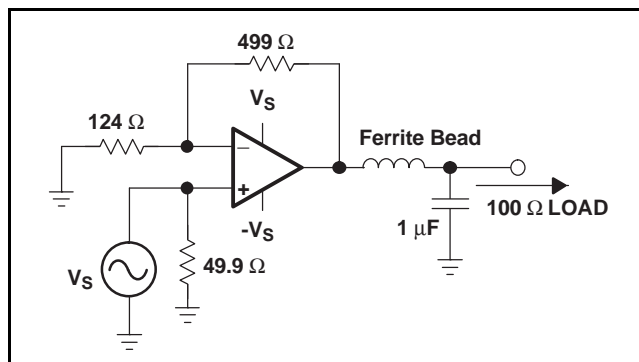 499 Ω
124 Ω
V_S
Ferrite Bead
−
+
-V_S
100 Ω LOAD
1 μF
49.9 Ω
V_S